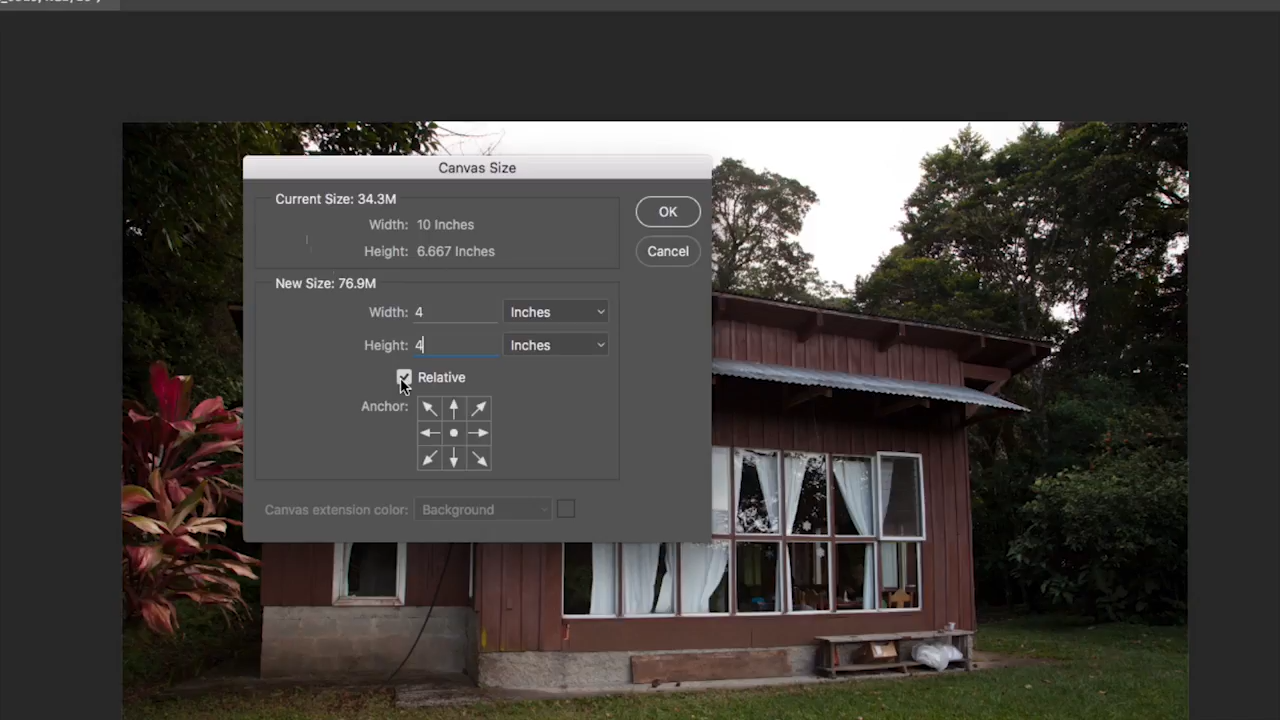 Canvas Size
Current Size: 34.3M
Width: 10 Inches
Height: 6.667 Inches
OK
Cancel
New Size: 76.9M
Width: 4 Inches
Height: 4 Inches
Relative
Anchor:
Canvas extension color: Background